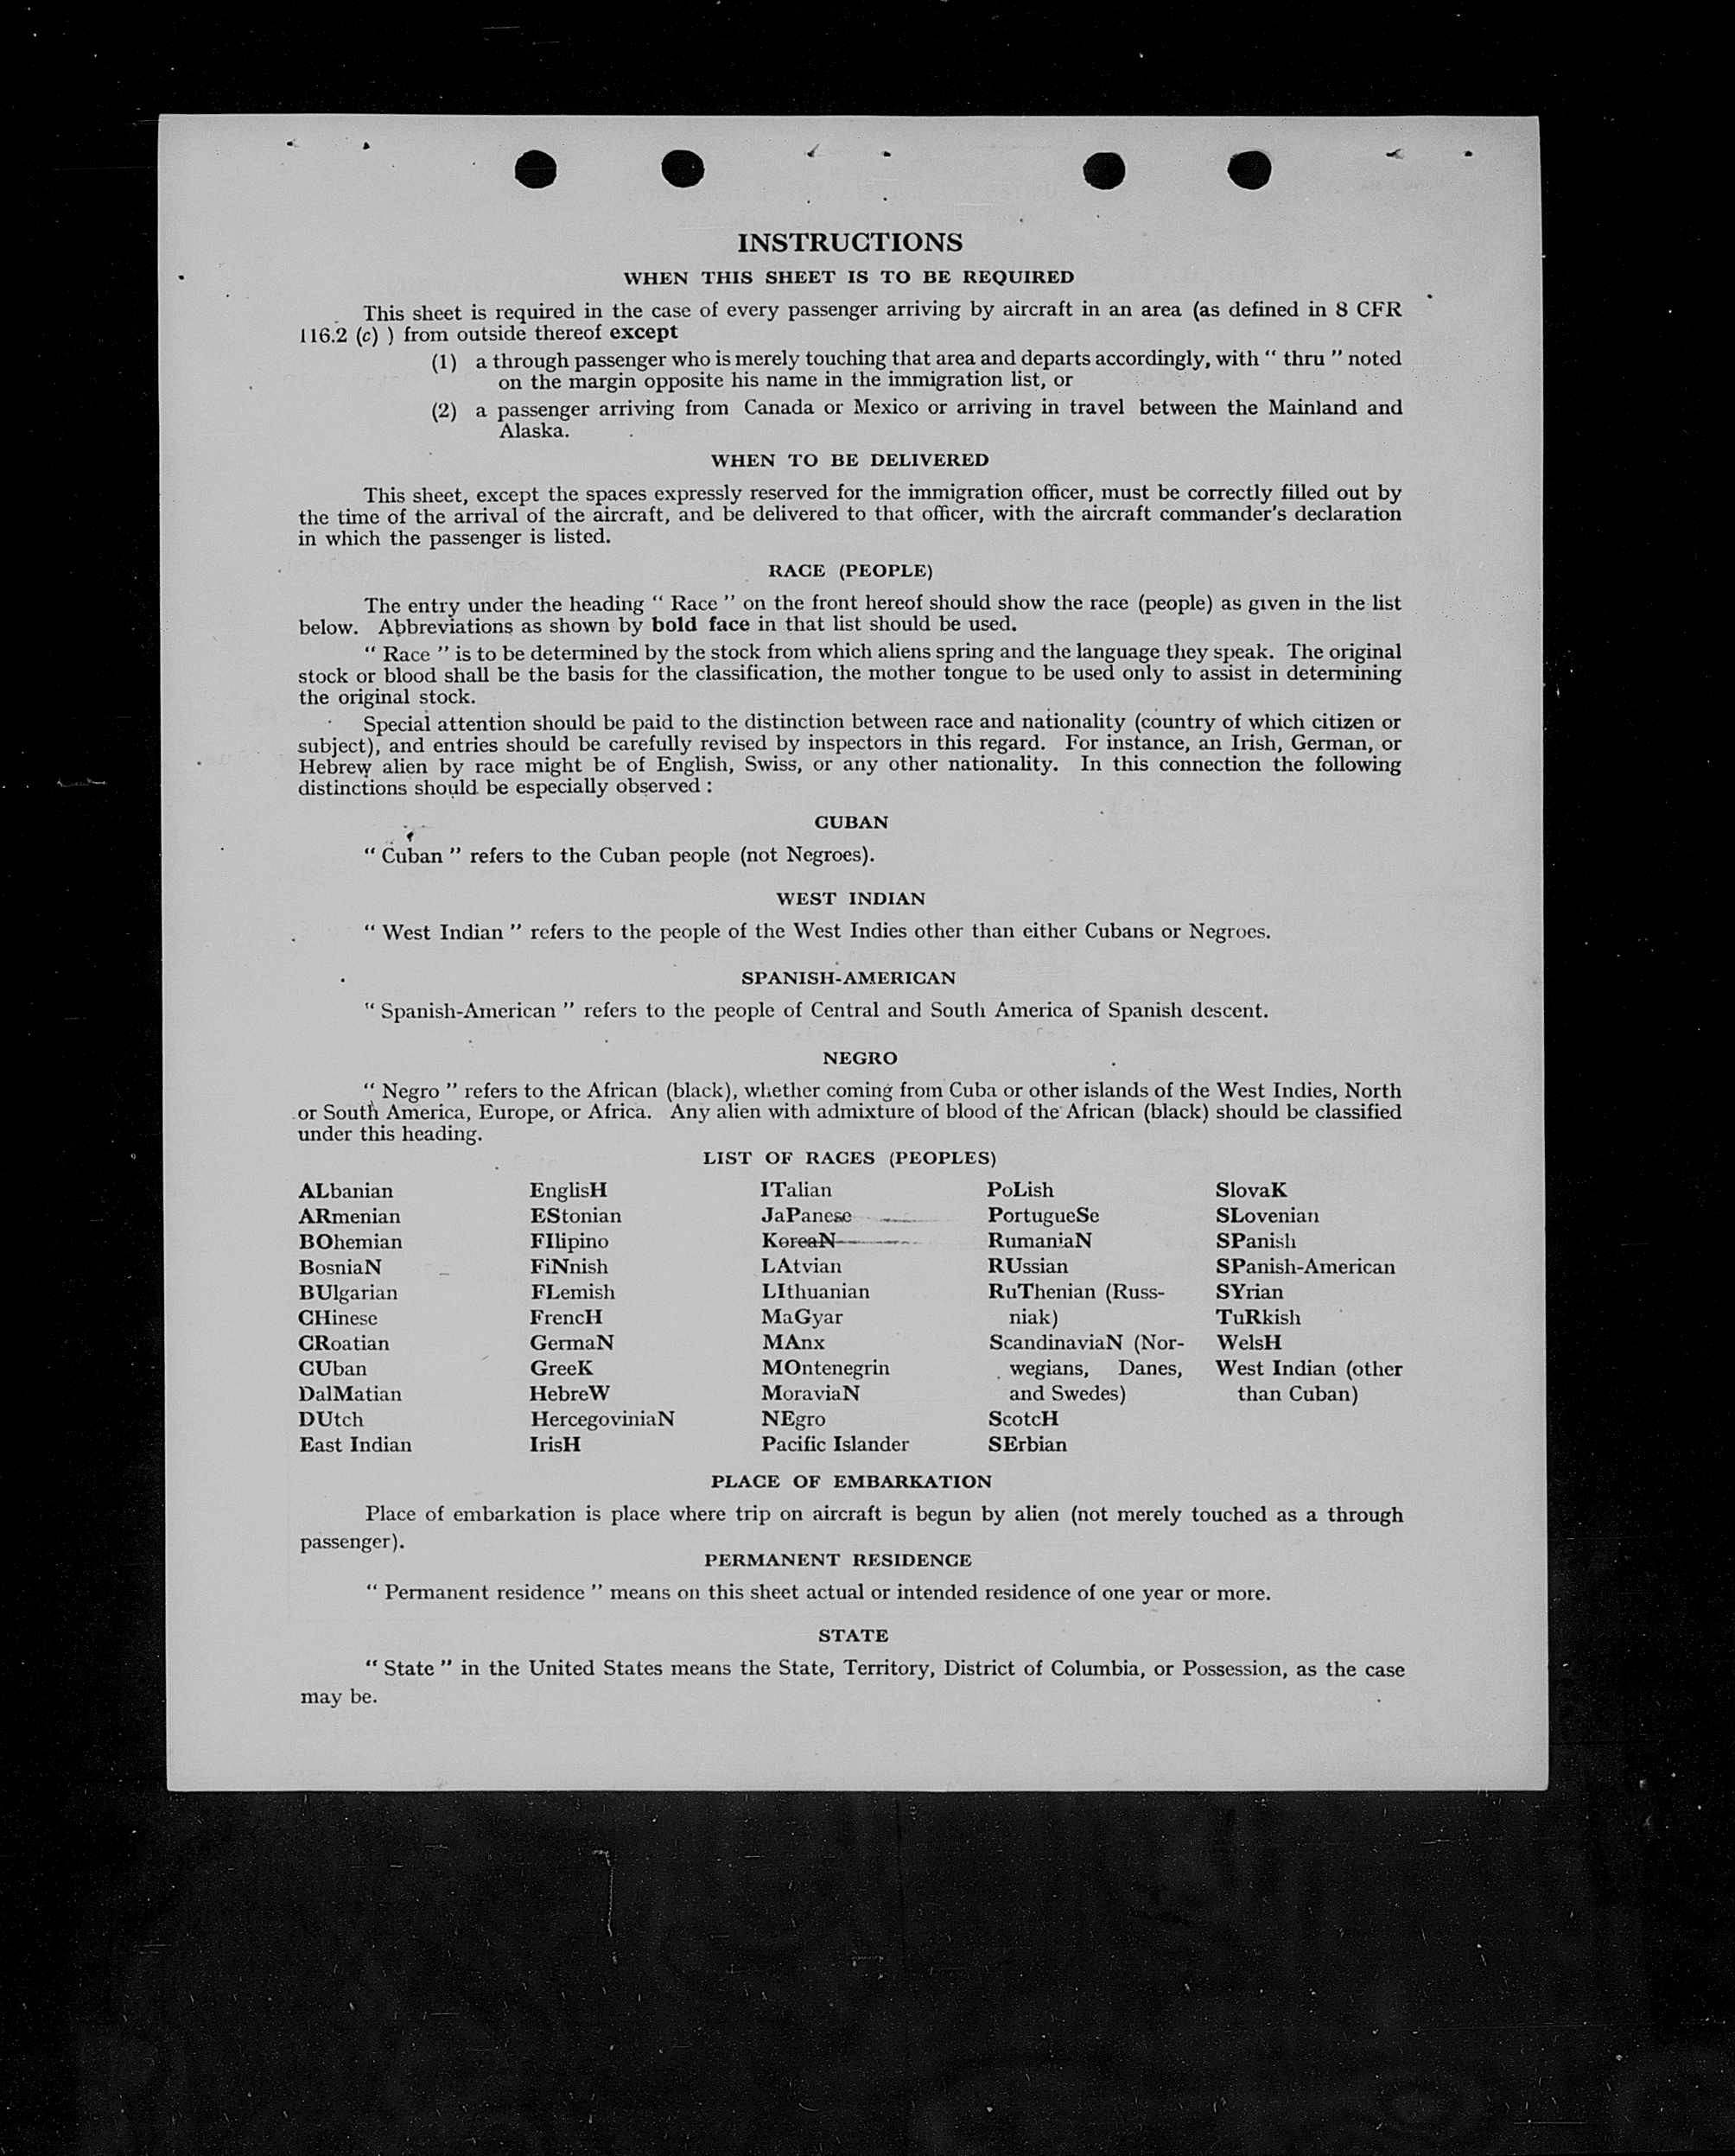 INSTRUCTIONS
WHEN THIS SHEET IS TO BE REQUIRED
This sheet is required in the case of every passenger arriving by aircraft in an area (as defined in 8 CFR
116.2 (c) ) from outside thereof except
(1) a through passenger who is merely touching that area and departs accordingly, with “ thru ” noted
on the margin opposite his name in the immigration list, or
(2) a passenger arriving from Canada or Mexico or arriving in travel between the Mainland and
Alaska.
WHEN TO BE DELIVERED
This sheet, except the spaces expressly reserved for the immigration officer, must be correctly filled out by
the time of the arrival of the aircraft, and be delivered to that officer, with the aircraft commander's declaration
in which the passenger is listed.
RACE (PEOPLE)
The entry under the heading “ Race ” on the front hereof should show the race (people) as given in the list
below. Abbreviations as shown by bold face in that list should be used.
“ Race ” is to be determined by the stock from which aliens spring and the language they speak. The original
stock or blood shall be the basis for the classification, the mother tongue to be used only to assist in determining
the original stock.
Special attention should be paid to the distinction between race and nationality (country of which citizen or
subject), and entries should be carefully revised by inspectors in this regard. For instance, an Irish, German, or
Hebrew alien by race might be of English, Swiss, or any other nationality. In this connection the following
distinctions should be especially observed :
CUBAN
“ Cuban ” refers to the Cuban people (not Negroes).
WEST INDIAN
“ West Indian ” refers to the people of the West Indies other than either Cubans or Negroes.
SPANISH-AMERICAN
“ Spanish-American ” refers to the people of Central and South America of Spanish descent.
NEGRO
“ Negro ” refers to the African (black), whether coming from Cuba or other islands of the West Indies, North
or South America, Europe, or Africa. Any alien with admixture of blood of the African (black) should be classified
under this heading.
LIST OF RACES (PEOPLES)
ALbanian
ARmenian
BOhemian
BosniaN
BUlgarian
CHinese
CRoatian
CUban
DalMatian
DUtch
East Indian
EnglisH
EStonian
FIlipino
FiNnish
FLemish
FrencH
GermaN
GreeK
HebreW
HercegoviniaN
IrisH
ITalian
JaPanese
KoreaN
LAtvian
LIthuanian
MaGyar
MAnx
MOntenegrin
MoraviaN
NEgro
Pacific Islander
PoLish
PortugueSe
RumaniaN
RUssian
RuThenian (Russ-
niak)
ScandinaviaN (Nor-
wegians, Danes,
and Swedes)
ScotcH
SErbian
SlovaK
SLovenian
SPanish
SPanish-American
SYrian
TuRkish
WelsH
West Indian (other
than Cuban)
PLACE OF EMBARKATION
Place of embarkation is place where trip on aircraft is begun by alien (not merely touched as a through
passenger).
PERMANENT RESIDENCE
“ Permanent residence ” means on this sheet actual or intended residence of one year or more.
STATE
“ State ” in the United States means the State, Territory, District of Columbia, or Possession, as the case
may be.